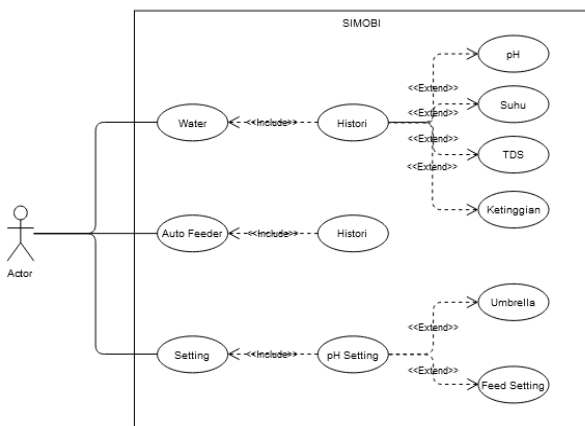 SIMOBI
pH
<<Extend>>
Suhu
<<Extend>>
Water
<<Include>>
Histori
<<Extend>>
TDS
<<Extend>>
Ketinggian
Auto Feeder
<<Include>>
Histori
Actor
Umbrella
<<Extend>>
Setting
<<Include>>
pH Setting
<<Extend>>
Feed Setting